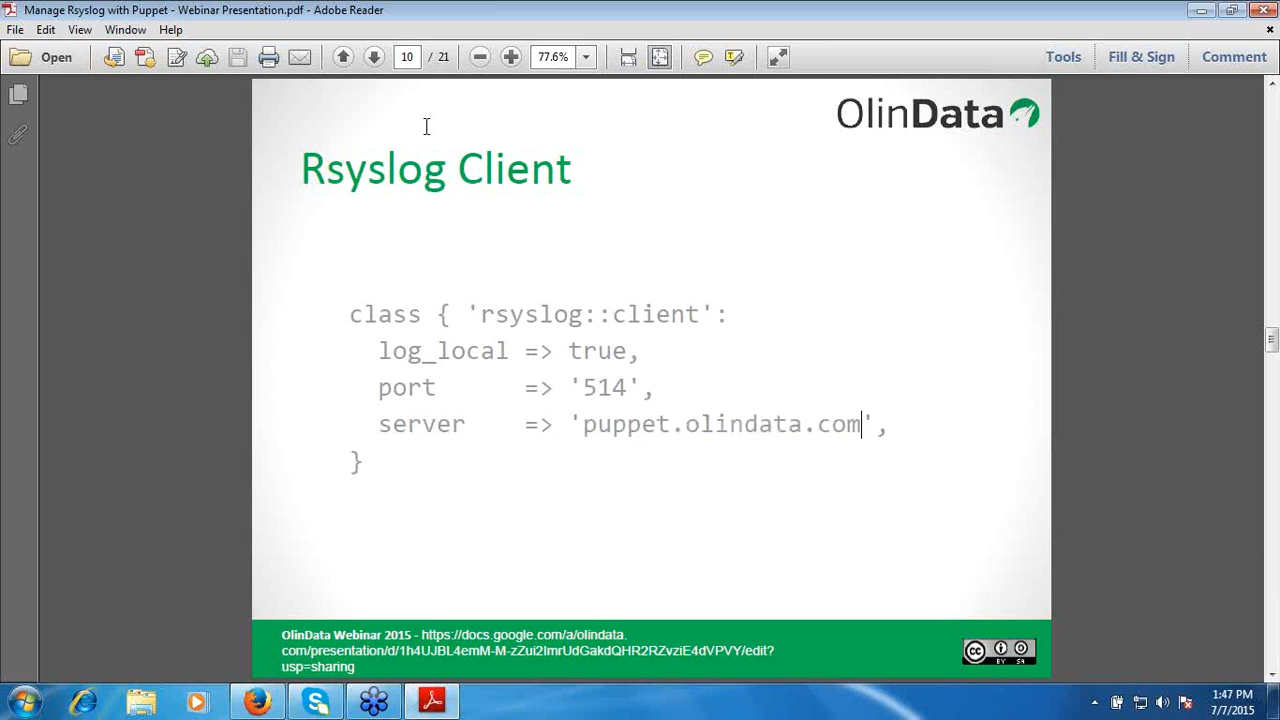 Manage Rsyslog with Puppet - Webinar Presentation.pdf - Adobe Reader
File Edit View Window Help
Open 10 / 21 77.6% Tools Fill & Sign Comment
OlinData
Rsyslog Client
class { 'rsyslog::client':
log_local => true,
port => '514',
server => 'puppet.olindata.com',
}
OlinData Webinar 2015 - https://docs.google.com/a/olindata.
com/presentation/d/1h4UJBL4emM-M-zZui2ImrUdGakdQHR2RZvziE4dVPVY/edit?
usp=sharing
cc BY SA
1:47 PM
7/7/2015